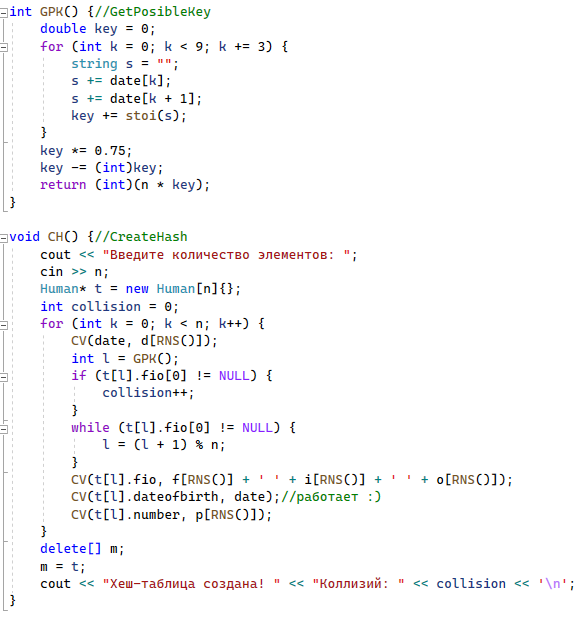 int GPK() {//GetPosibleKey
    double key = 0;
    for (int k = 0; k < 9; k += 3) {
        string s = "";
        s += date[k];
        s += date[k + 1];
        key += stoi(s);
    }
    key *= 0.75;
    key -= (int)key;
    return (int)(n * key);
}

void CH() {//CreateHash
    cout << "Введите количество элементов: ";
    cin >> n;
    Human* t = new Human[n]{};
    int collision = 0;
    for (int k = 0; k < n; k++) {
        CV(date, d[RNS()]);
        int l = GPK();
        if (t[l].fio[0] != NULL) {
            collision++;
        }
        while (t[l].fio[0] != NULL) {
            l = (l + 1) % n;
        }
        CV(t[l].fio, f[RNS()] + ' ' + i[RNS()] + ' ' + o[RNS()]);
        CV(t[l].dateofbirth, date);//работает :)
        CV(t[l].number, p[RNS()]);
    }
    delete[] m;
    m = t;
    cout << "Хеш-таблица создана! " << "Коллизий: " << collision << '\n';
}